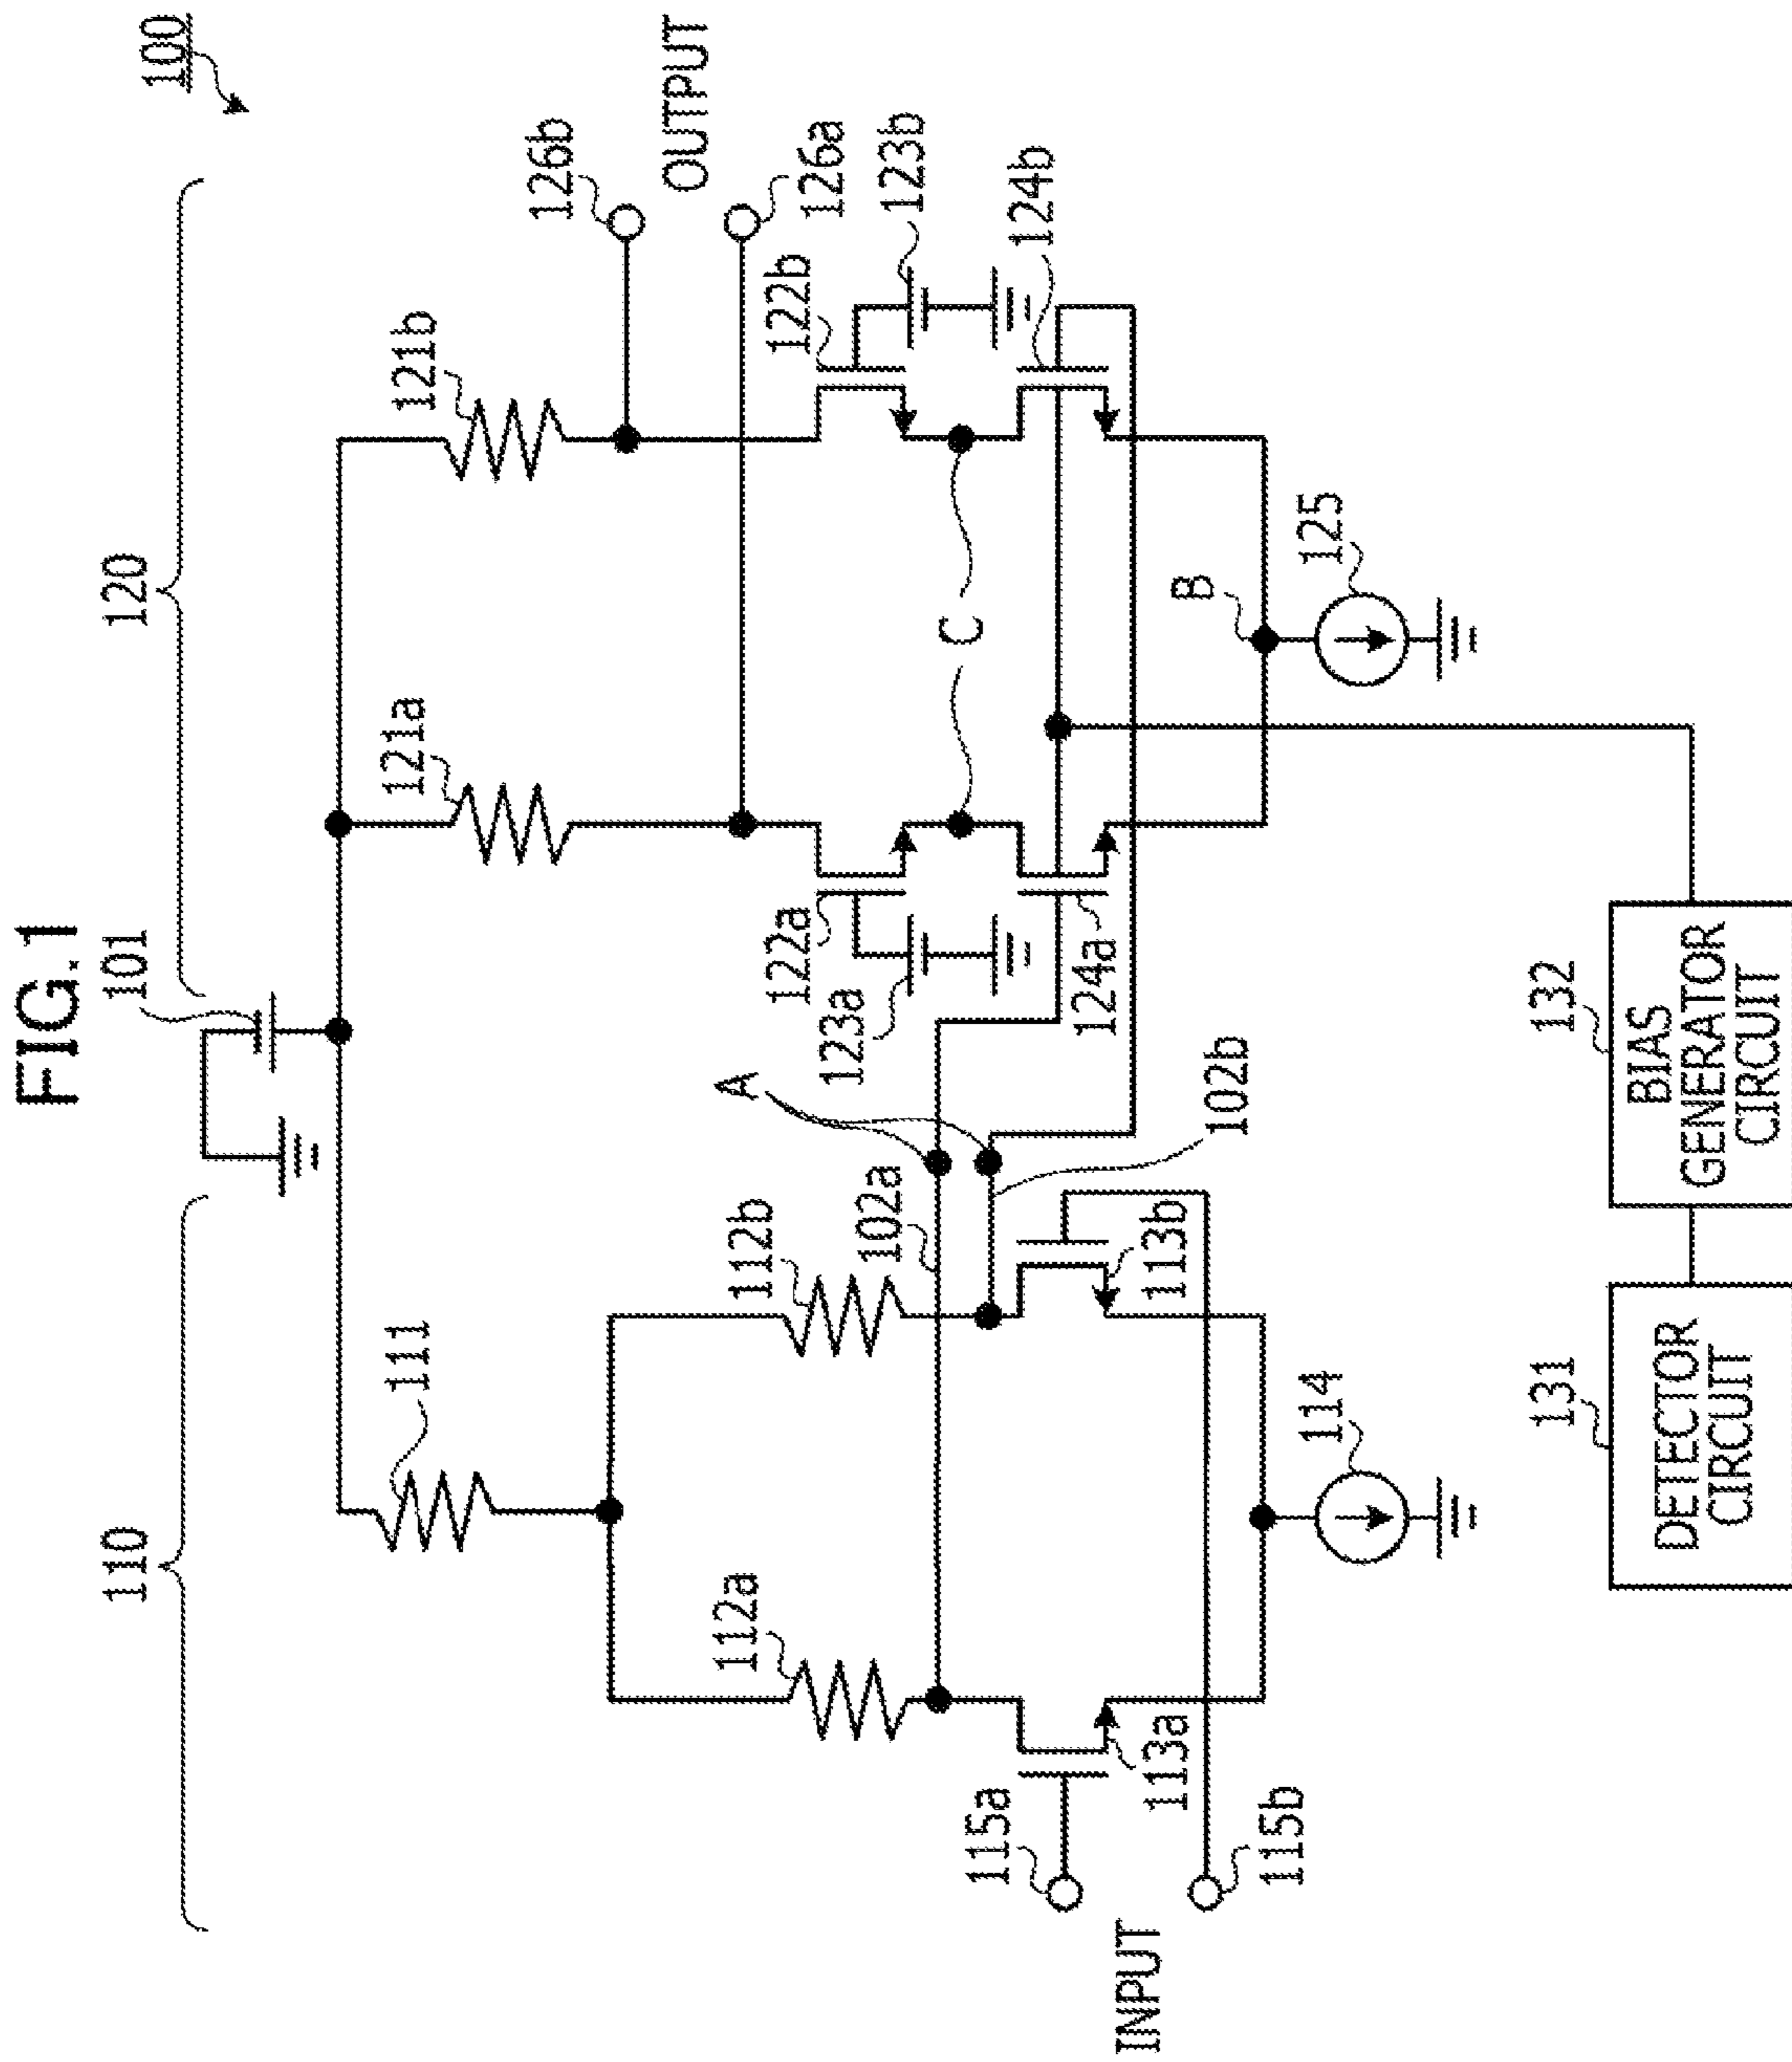 FIG.1
100
110
120
101
111
121a
121b
126b
OUTPUT
126a
112a
112b
102a
A
122a
123a
122b
123b
C
124a
124b
102b
115a
INPUT
115b
113a
113b
B
114
125
131
DETECTOR
CIRCUIT
132
BIAS
GENERATOR
CIRCUIT